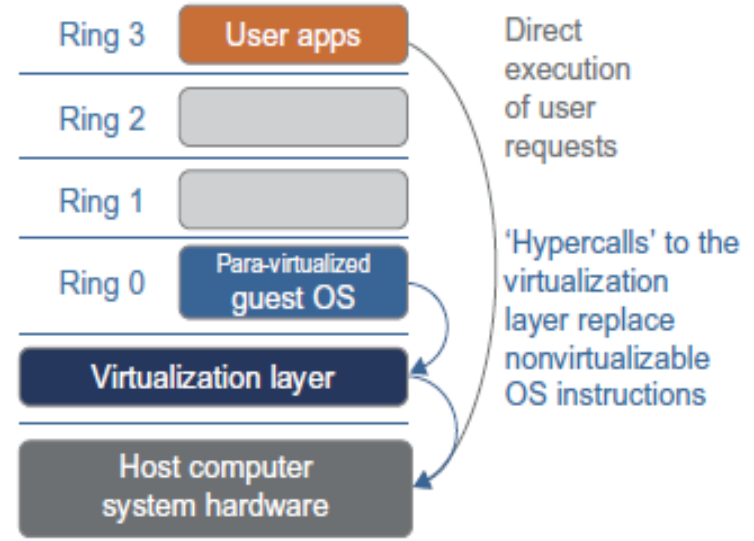 Ring 3
User apps
Direct
execution
of user
requests
Ring 2
Ring 1
Ring 0
Para-virtualized
guest OS
‘Hypercalls’ to the
virtualization
layer replace
nonvirtualizable
OS instructions
Virtualization layer
Host computer
system hardware